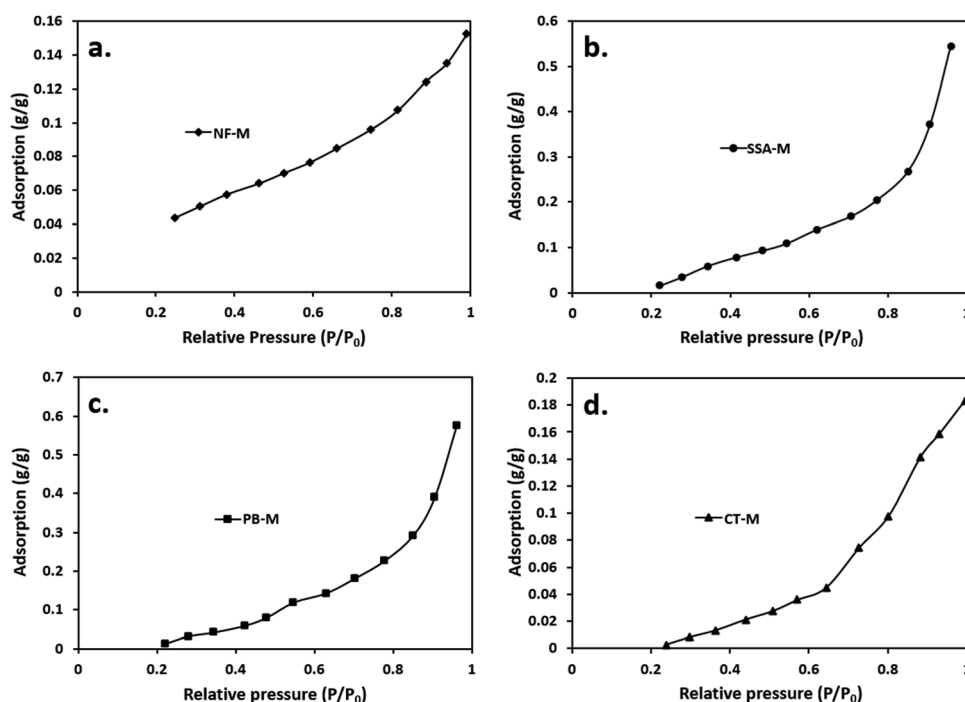 a.
Adsorption (g/g)
0.16
0.14
0.12
0.1
0.08
0.06
0.04
0.02
0
NF-M
0 0.2 0.4 0.6 0.8 1
Relative Pressure (P/P₀)
b.
Adsorption (g/g)
0.6
0.5
0.4
0.3
0.2
0.1
0
SSA-M
0 0.2 0.4 0.6 0.8 1
Relative pressure (P/P₀)
c.
Adsorption (g/g)
0.7
0.6
0.5
0.4
0.3
0.2
0.1
0
PB-M
0 0.2 0.4 0.6 0.8 1
Relative pressure (P/P₀)
d.
Adsorption (g/g)
0.2
0.18
0.16
0.14
0.12
0.1
0.08
0.06
0.04
0.02
0
CT-M
0 0.2 0.4 0.6 0.8 1
Relative pressure (P/P₀)